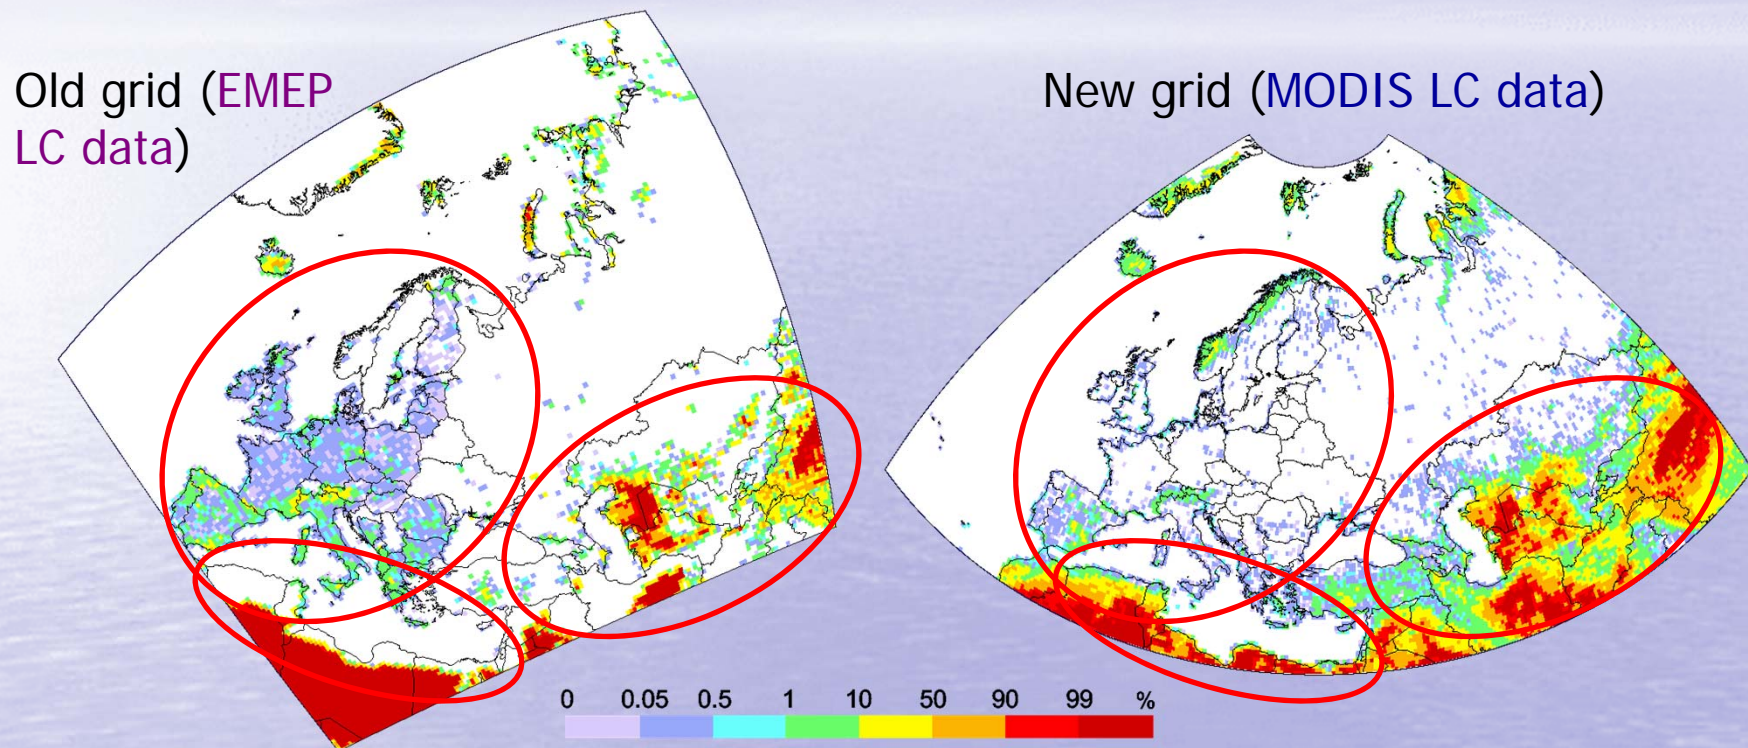 Old grid (EMEP
LC data)
New grid (MODIS LC data)
0 0.05 0.5 1 10 50 90 99 %